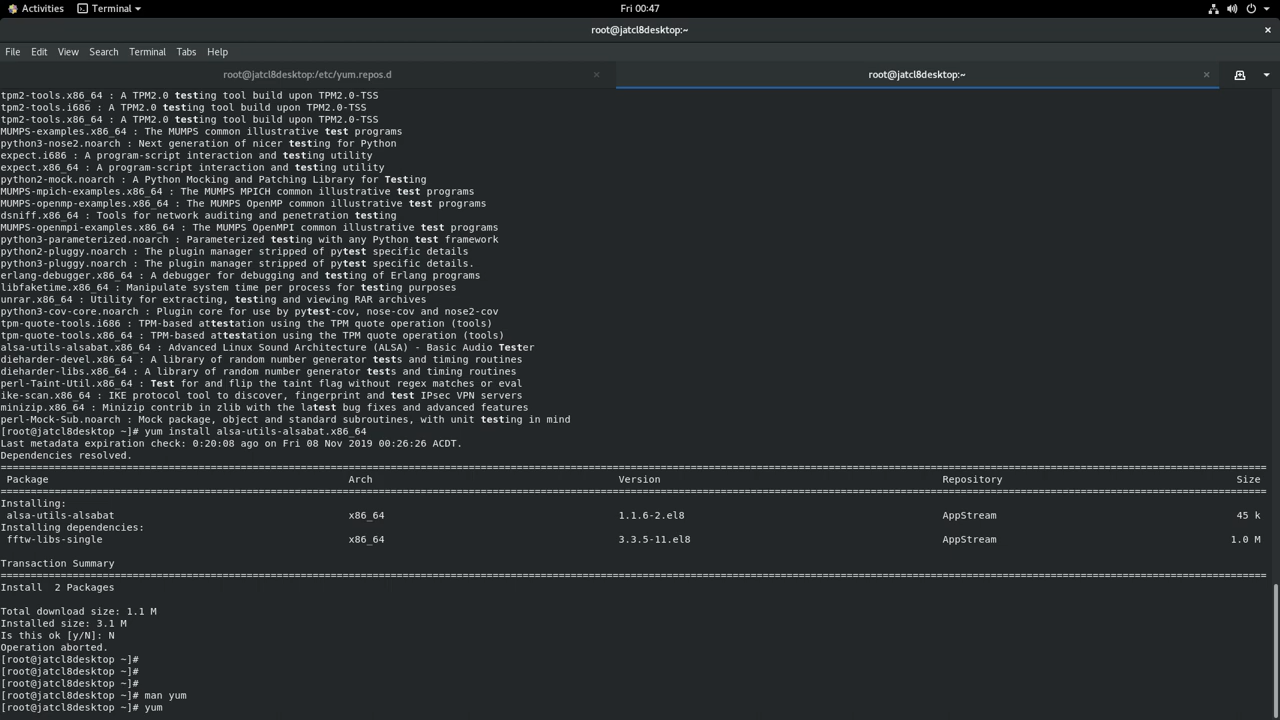 Activities Terminal Fri 00:47
root@jatcl8desktop:~
File Edit View Search Terminal Tabs Help
root@jatcl8desktop:/etc/yum.repos.d root@jatcl8desktop:~
tpm2-tools.x86_64 : A TPM2.0 testing tool build upon TPM2.0-TSS
tpm2-tools.i686 : A TPM2.0 testing tool build upon TPM2.0-TSS
tpm2-tools.x86_64 : A TPM2.0 testing tool build upon TPM2.0-TSS
MUMPS-examples.x86_64 : The MUMPS common illustrative test programs
python3-nose2.noarch : Next generation of nicer testing for Python
expect.i686 : A program-script interaction and testing utility
expect.x86_64 : A program-script interaction and testing utility
python2-mock.noarch : A Python Mocking and Patching Library for Testing
MUMPS-mpich-examples.x86_64 : The MUMPS MPICH common illustrative test programs
MUMPS-openmp-examples.x86_64 : The MUMPS OpenMP common illustrative test programs
dsniff.x86_64 : Tools for network auditing and penetration testing
MUMPS-openmpi-examples.x86_64 : The MUMPS OpenMPI common illustrative test programs
python3-parameterized.noarch : Parameterized testing with any Python test framework
python2-pluggy.noarch : The plugin manager stripped of pytest specific details
python3-pluggy.noarch : The plugin manager stripped of pytest specific details.
erlang-debugger.x86_64 : A debugger for debugging and testing of Erlang programs
libfaketime.x86_64 : Manipulate system time per process for testing purposes
unrar.x86_64 : Utility for extracting, testing and viewing RAR archives
python3-cov-core.noarch : Plugin core for use by pytest-cov, nose-cov and nose2-cov
tpm-quote-tools.i686 : TPM-based attestation using the TPM quote operation (tools)
tpm-quote-tools.x86_64 : TPM-based attestation using the TPM quote operation (tools)
alsa-utils-alsabat.x86_64 : Advanced Linux Sound Architecture (ALSA) - Basic Audio Tester
dieharder-devel.x86_64 : A library of random number generator tests and timing routines
dieharder-libs.x86_64 : A library of random number generator tests and timing routines
perl-Taint-Util.x86_64 : Test for and flip the taint flag without regex matches or eval
ike-scan.x86_64 : IKE protocol tool to discover, fingerprint and test IPsec VPN servers
minizip.x86_64 : Minizip contrib in zlib with the latest bug fixes and advanced features
perl-Mock-Sub.noarch : Mock package, object and standard subroutines, with unit testing in mind
[root@jatcl8desktop ~]# yum install alsa-utils-alsabat.x86_64
Last metadata expiration check: 0:20:08 ago on Fri 08 Nov 2019 00:26:26 ACDT.
Dependencies resolved.
Package Arch Version Repository Size
Installing:
alsa-utils-alsabat x86_64 1.1.6-2.el8 AppStream 45 k
Installing dependencies:
fftw-libs-single x86_64 3.3.5-11.el8 AppStream 1.0 M
Transaction Summary
Install 2 Packages
Total download size: 1.1 M
Installed size: 3.1 M
Is this ok [y/N]: N
Operation aborted.
[root@jatcl8desktop ~]#
[root@jatcl8desktop ~]#
[root@jatcl8desktop ~]#
[root@jatcl8desktop ~]# man yum
[root@jatcl8desktop ~]# yum